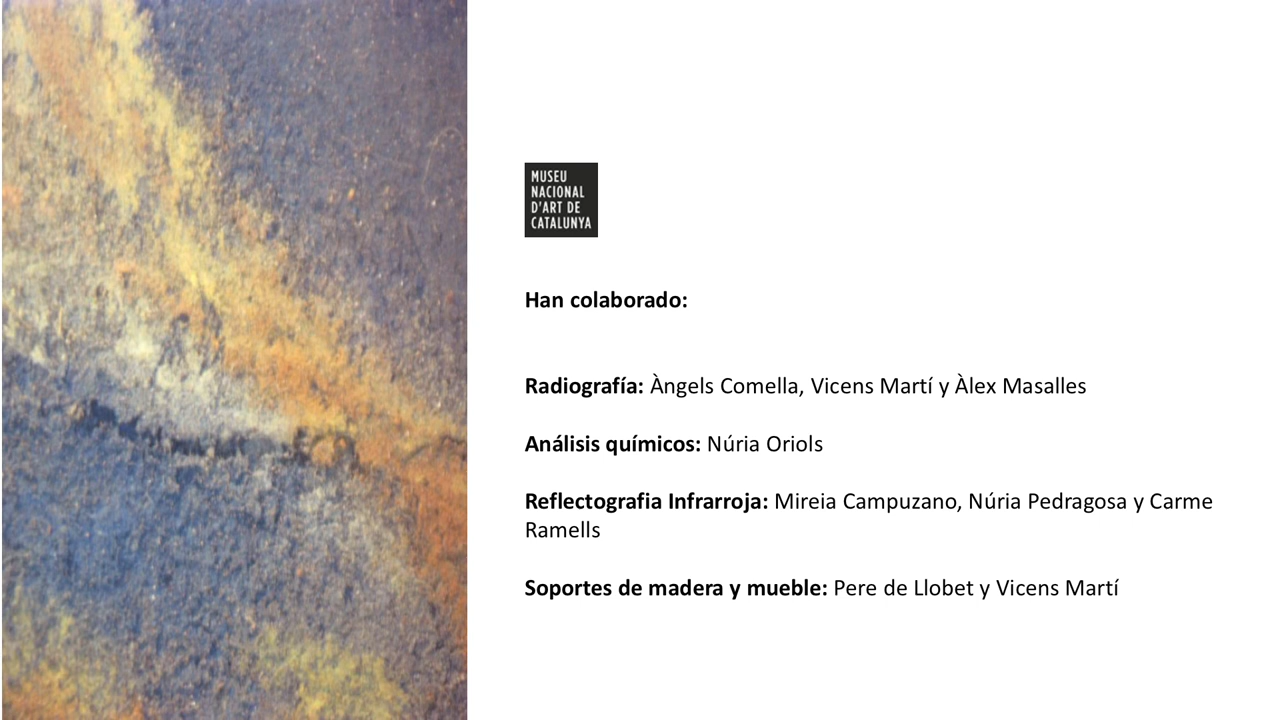 MUSEU
NACIONAL
D'ART DE
CATALUNYA
Han colaborado:
Radiografía: Àngels Comella, Vicens Martí y Àlex Masalles
Análisis químicos: Núria Oriols
Reflectografia Infrarroja: Mireia Campuzano, Núria Pedragosa y Carme
Ramells
Soportes de madera y mueble: Pere de Llobet y Vicens Martí